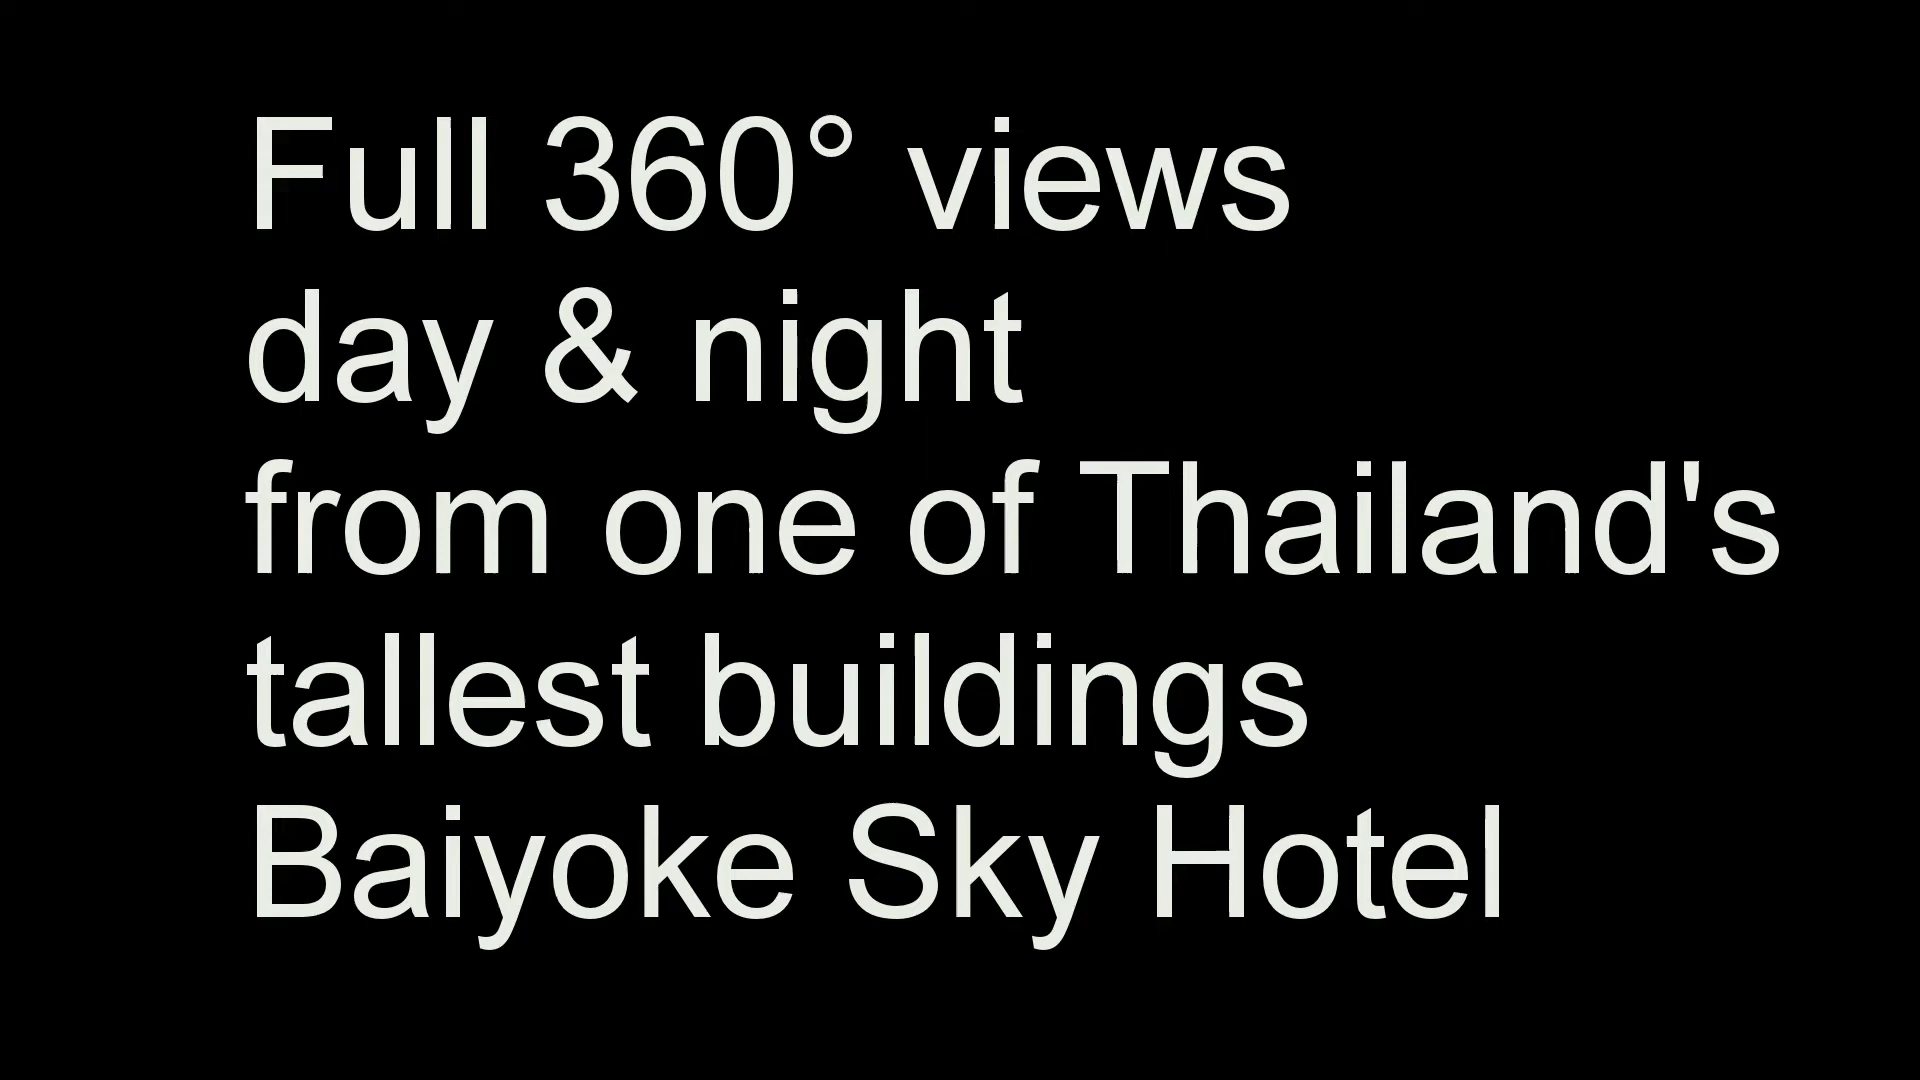 Full 360° views
day & night
from one of Thailand's
tallest buildings
Baiyoke Sky Hotel